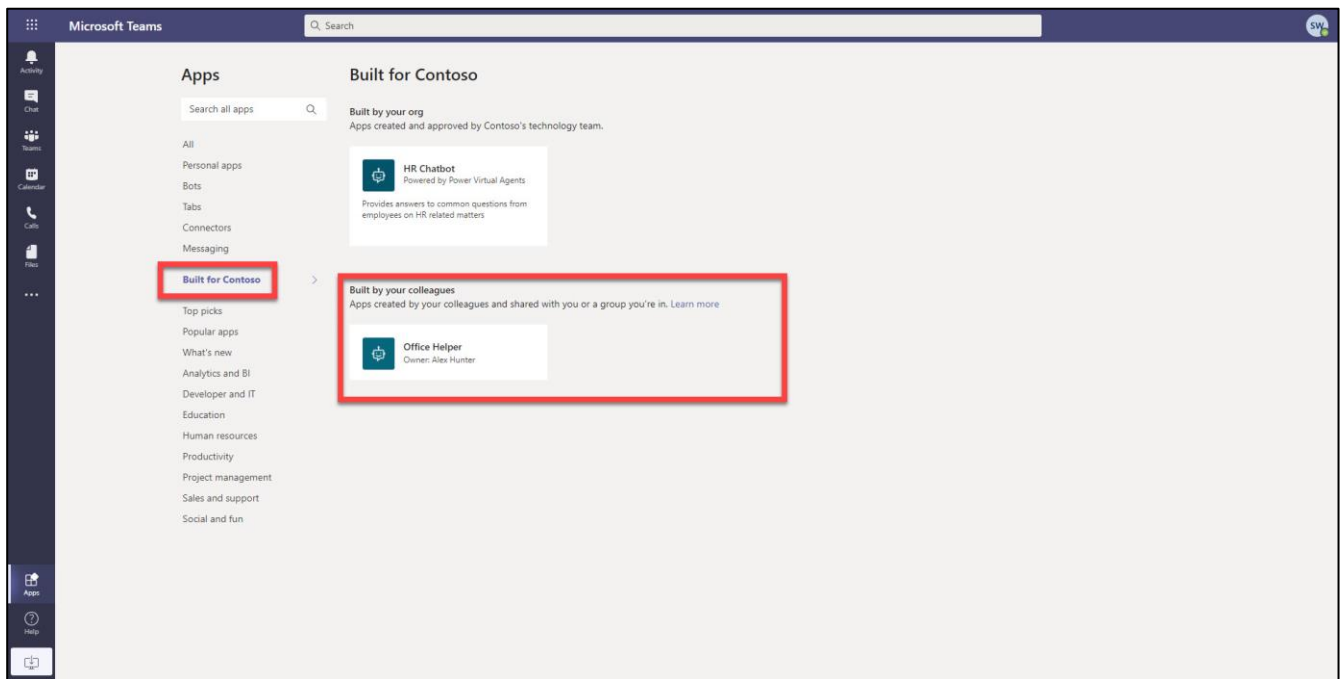 Microsoft Teams
Search
SW
Activity
Chat
Teams
Calendar
Calls
Files
Apps
Help
Apps
Search all apps
All
Personal apps
Bots
Tabs
Connectors
Messaging
Built for Contoso
Top picks
Popular apps
What's new
Analytics and BI
Developer and IT
Education
Human resources
Productivity
Project management
Sales and support
Social and fun
Built for Contoso
Built by your org
Apps created and approved by Contoso's technology team.
HR Chatbot
Powered by Power Virtual Agents
Provides answers to common questions from
employees on HR related matters
Built by your colleagues
Apps created by your colleagues and shared with you or a group you're in. Learn more
Office Helper
Owner: Alex Hunter